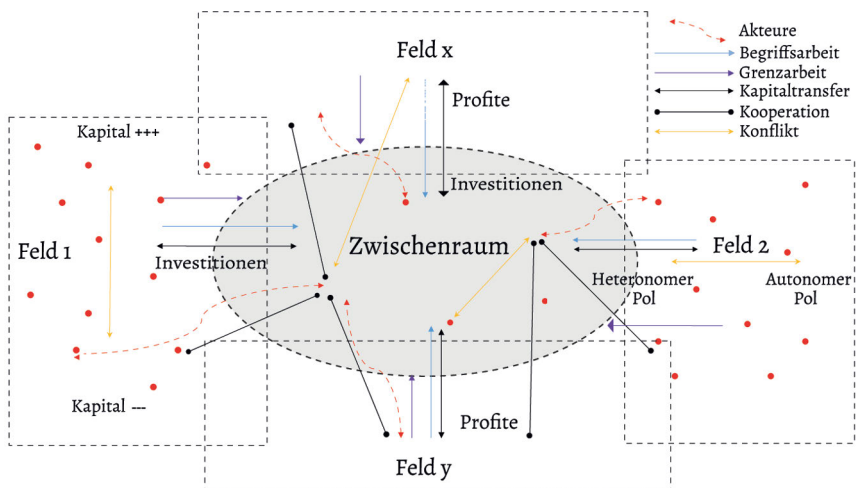 Feld x
Profite
Investitionen
Akteure
Begriffsarbeit
Grenzarbeit
Kapitaltransfer
Kooperation
Konflikt
Kapital +++
Feld 1
Investitionen
Kapital ---
Zwischenraum
Feld 2
Heteronomer
Pol
Autonomer
Pol
Profite
Feld y